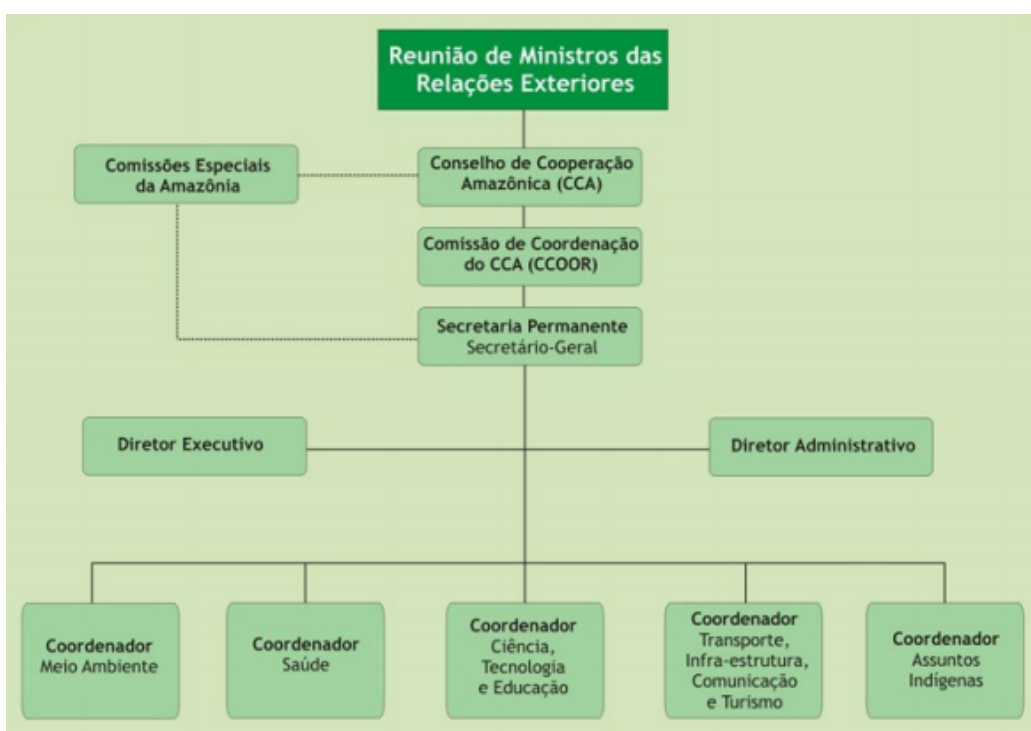 Reunião de Ministros das
Relações Exteriores
Comissões Especiais
da Amazônia
Conselho de Cooperação
Amazônica (CCA)
Comissão de Coordenação
do CCA (CCOOR)
Secretaria Permanente
Secretário-Geral
Diretor Executivo
Diretor Administrativo
Coordenador
Meio Ambiente
Coordenador
Saúde
Coordenador
Ciência,
Tecnologia
e Educação
Coordenador
Transporte,
Infra-estrutura,
Comunicação
e Turismo
Coordenador
Assuntos
Indígenas